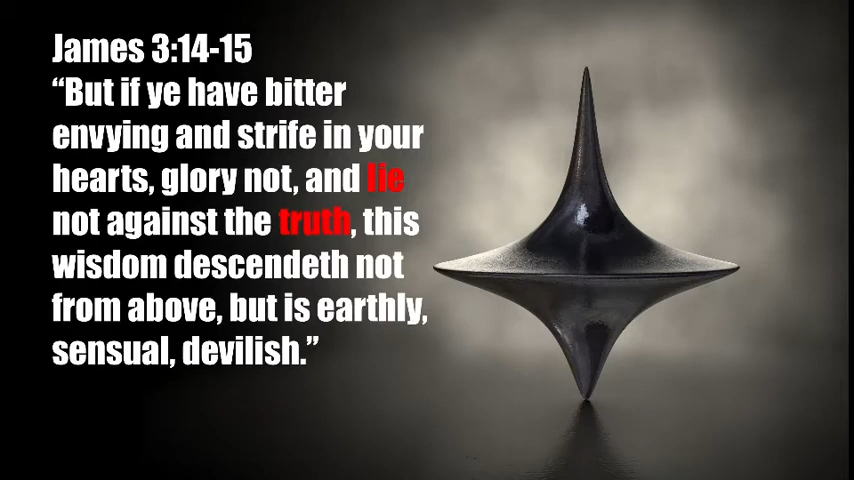 James 3:14-15
“But if ye have bitter
envying and strife in your
hearts, glory not, and lie
not against the truth, this
wisdom descendeth not
from above, but is earthly,
sensual, devilish.”